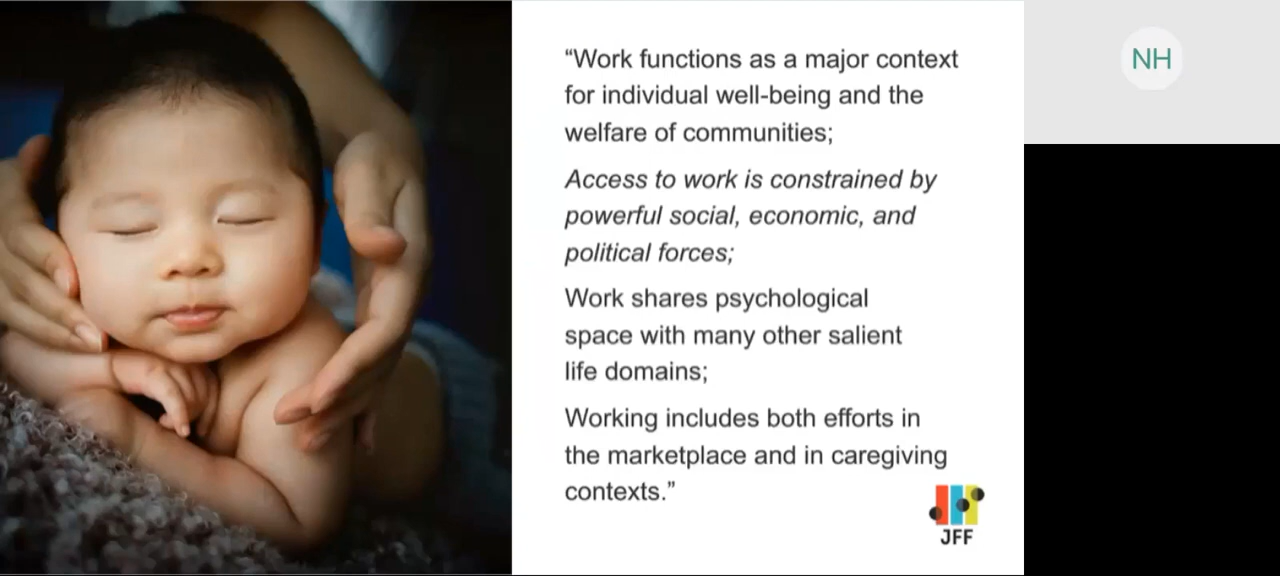 “Work functions as a major context
for individual well-being and the
welfare of communities;
Access to work is constrained by
powerful social, economic, and
political forces;
Work shares psychological
space with many other salient
life domains;
Working includes both efforts in
the marketplace and in caregiving
contexts.”
JFF
NH